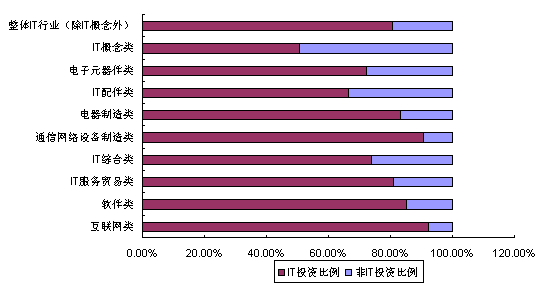 整体IT行业（除IT概念外）
IT概念类
电子元器件类
IT配件类
电器制造类
通信网络设备制造类
IT综合类
IT服务贸易类
软件类
互联网类
0.00% 20.00% 40.00% 60.00% 80.00% 100.00% 120.00%
IT投资比例 非IT投资比例